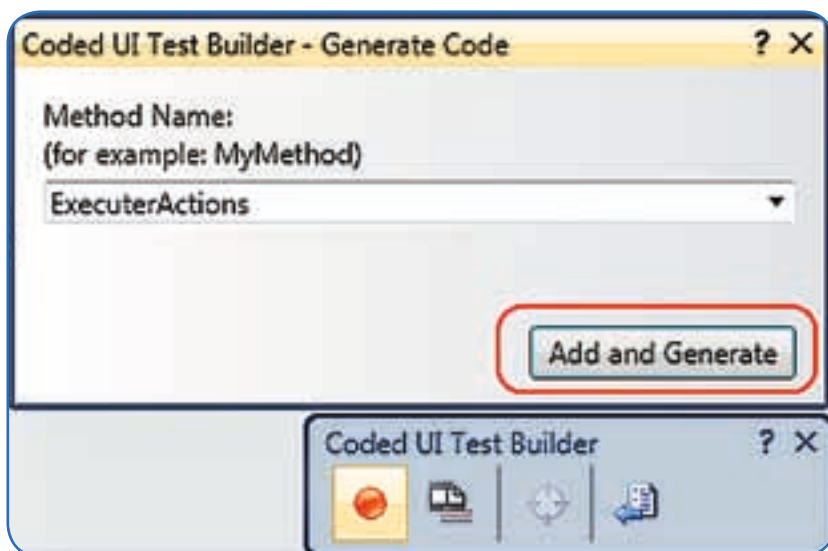 Coded UI Test Builder - Generate Code ? X
Method Name:
(for example: MyMethod)
ExecuterActions
Add and Generate
Coded UI Test Builder ? X